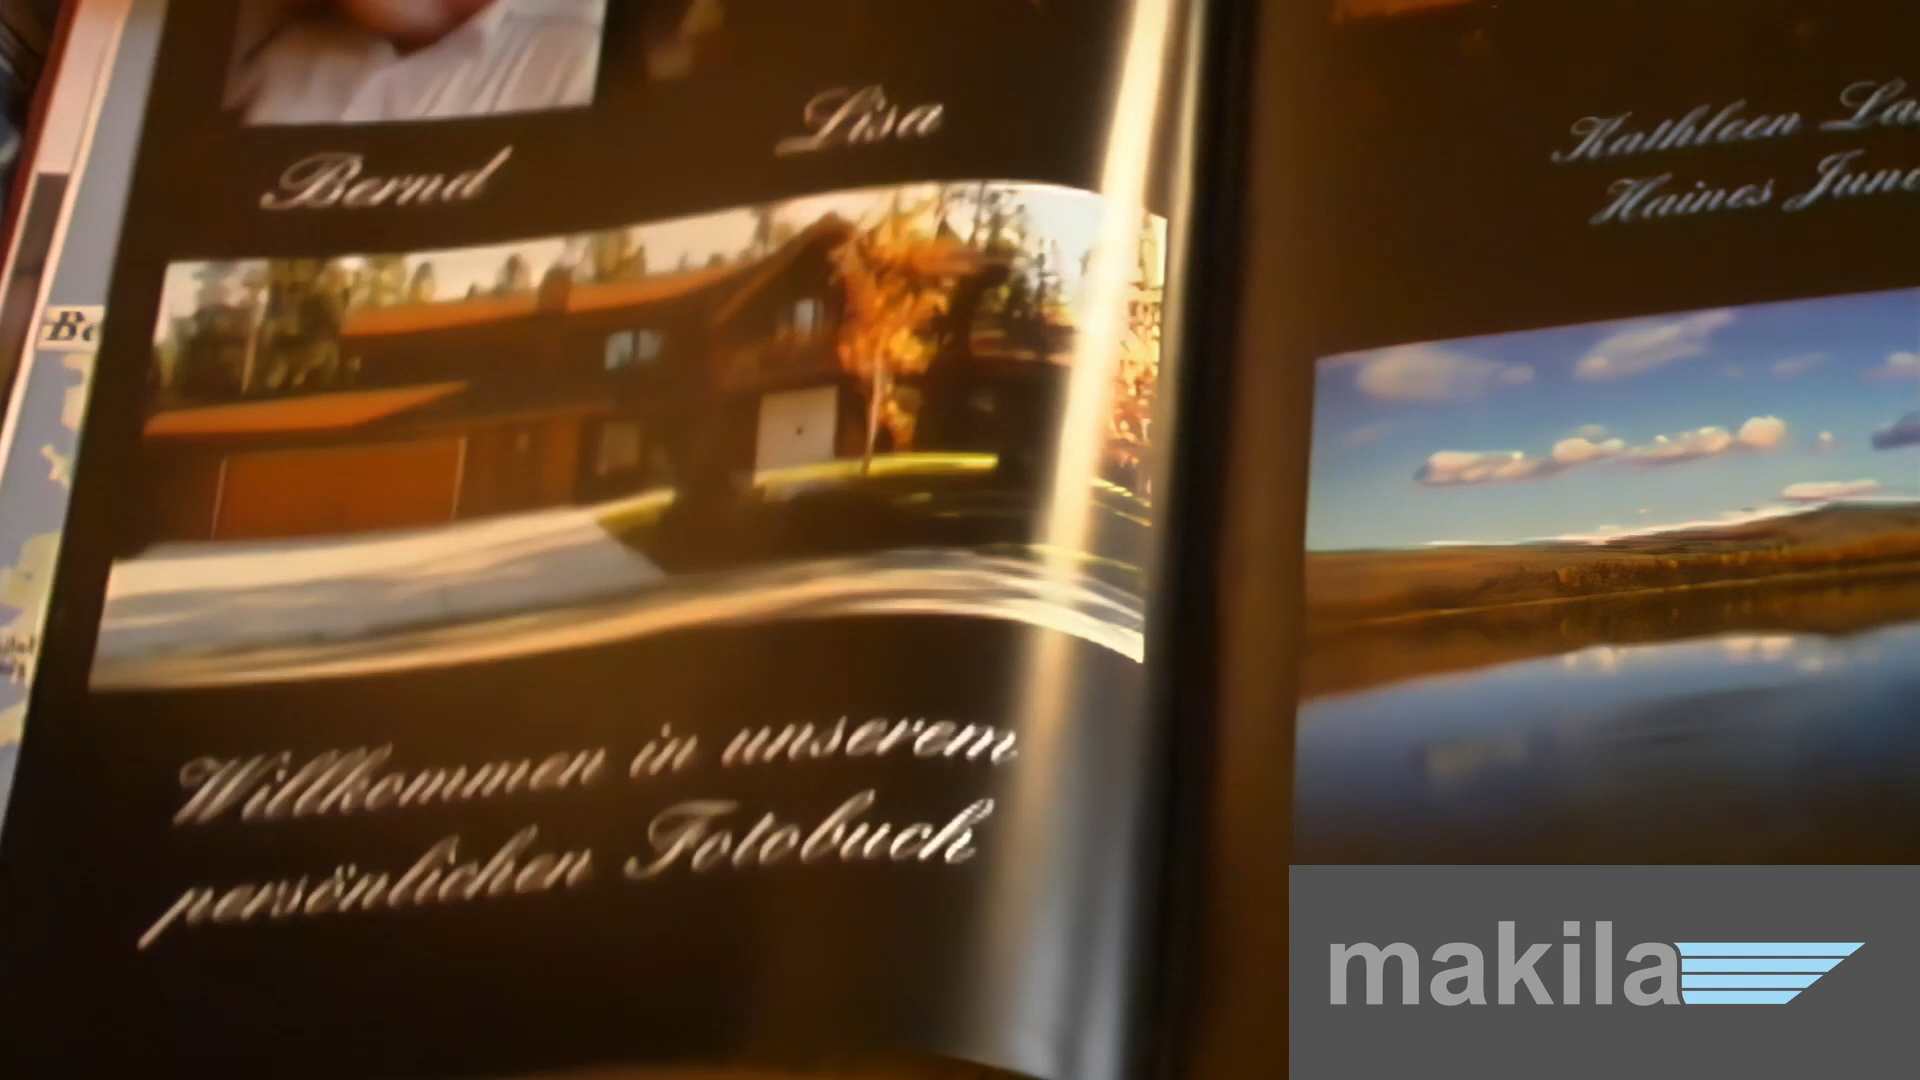 Lisa
Bernd
Willkommen in unserem
persönlichen Fotobuch
Kathleen
Haines
makila